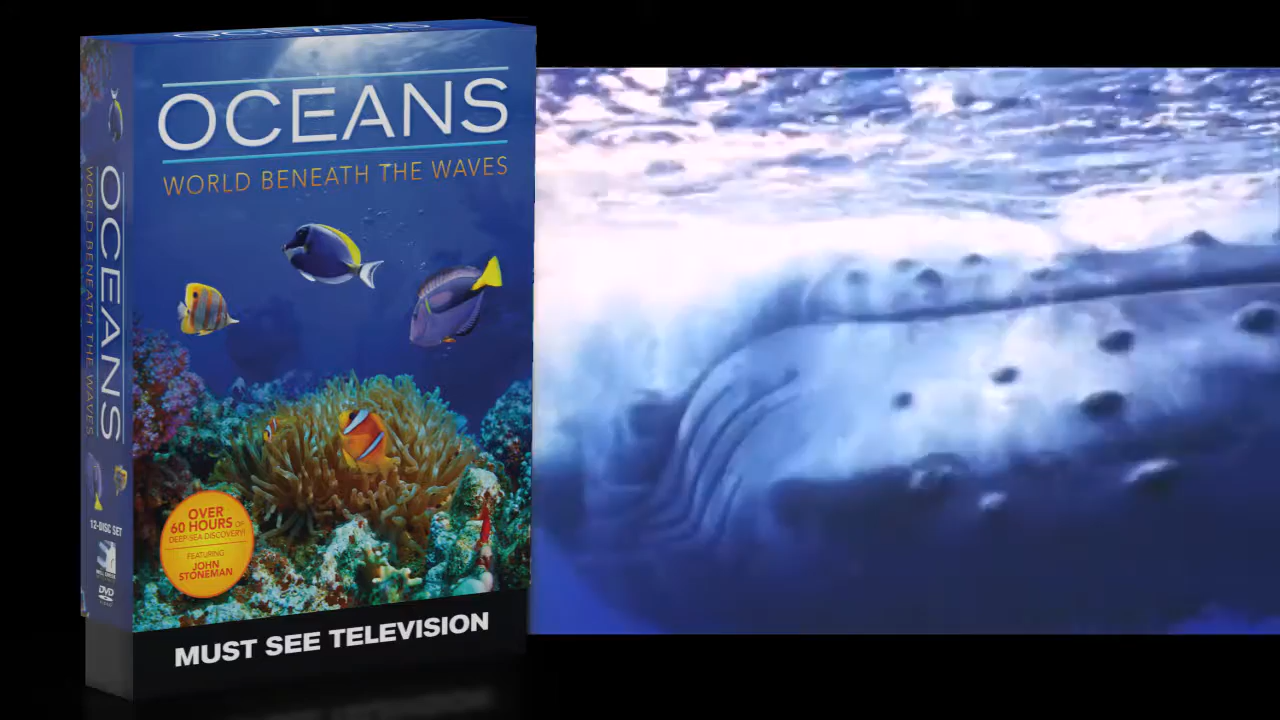 OCEANS
OCEANS
WORLD BENEATH THE WAVES
OVER
60 HOURS OF
DEEP-SEA DISCOVERY!
FEATURING
JOHN
STONEMAN
MUST SEE TELEVISION
OCEANS
WORLD BENEATH THE WAVES
12-DISC SET
DVD